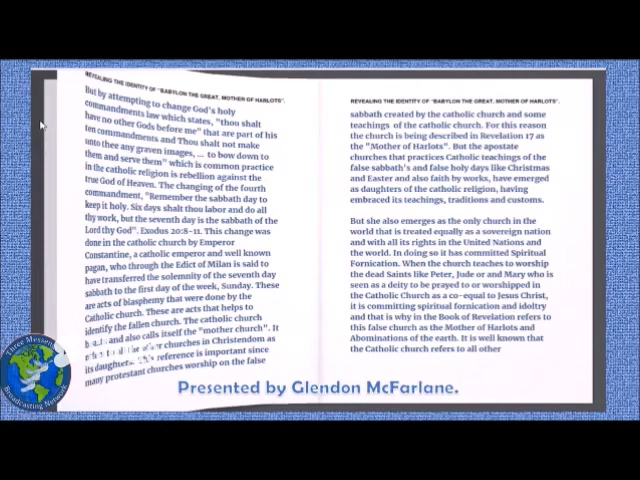 REVEALING THE IDENTITY OF "BABYLON THE GREAT, MOTHER OF HARLOTS".
But by attempting to change God's holy
commandments law which states, "thou shalt
have no other Gods before me" that are part of his
ten commandments and Thou shalt not make
unto thee any graven images, ... to bow down to
them and serve them" which is common practice
in the catholic religion is rebellion against the
true God of Heaven. The changing of the fourth
commandment, "Remember the sabbath day to
keep it holy. Six days shalt thou labor and do all
thy work, but the seventh day is the sabbath of the
Lord thy God". Exodus 20:8-11. This change was
done in the catholic church by Emperor
Constantine, a catholic emperor and well known
pagan, who through the Edict of Milan is said to
have transferred the solemnity of the seventh day
sabbath to the first day of the week, Sunday. These
are acts of blasphemy that were done by the
Catholic church. These are acts that helps to
identify the fallen church. The catholic church
and also calls itself the "mother church". It
churches in Christendom as
its daughters. This reference is important since
many protestant churches worship on the false
REVEALING THE IDENTITY OF "BABYLON THE GREAT, MOTHER OF HARLOTS".
sabbath created by the catholic church and some
teachings of the catholic church. For this reason
the church is being described in Revelation 17 as
the "Mother of Harlots". But the apostate
churches that practices Catholic teachings of the
false sabbath's and false holy days like Christmas
and Easter and also faith by works, have emerged
as daughters of the catholic religion, having
embraced its teachings, traditions and customs.
But she also emerges as the only church in the
world that is treated equally as a sovereign nation
and with all its rights in the United Nations and
the world. In doing so it has committed Spiritual
Fornication. When the church teaches to worship
the dead Saints like Peter, Jude or and Mary who is
seen as a deity to be prayed to or worshipped in
the Catholic Church as a co-equal to Jesus Christ,
it is committing spiritual fornication and idoltry
and that is why in the Book of Revelation refers to
this false church as the Mother of Harlots and
Abominations of the earth. It is well known that
the Catholic church refers to all other
Three Messengers
Broadcasting Network
Presented by Glendon McFarlane.